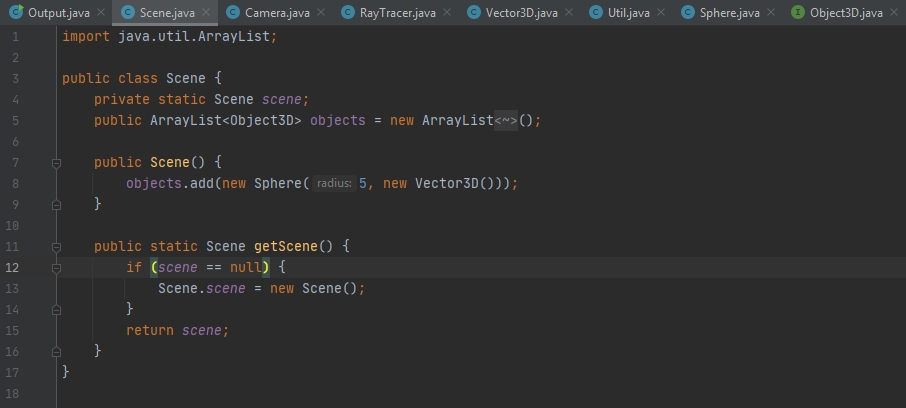 Output.java Scene.java Camera.java RayTracer.java Vector3D.java Util.java Sphere.java Object3D.java
1 import java.util.ArrayList;
2
3 public class Scene {
4 private static Scene scene;
5 public ArrayList<Object3D> objects = new ArrayList<~>();
6
7 public Scene() {
8 objects.add(new Sphere( radius: 5, new Vector3D()));
9 }
10
11 public static Scene getScene() {
12 if (scene == null) {
13 Scene.scene = new Scene();
14 }
15 return scene;
16 }
17 }
18